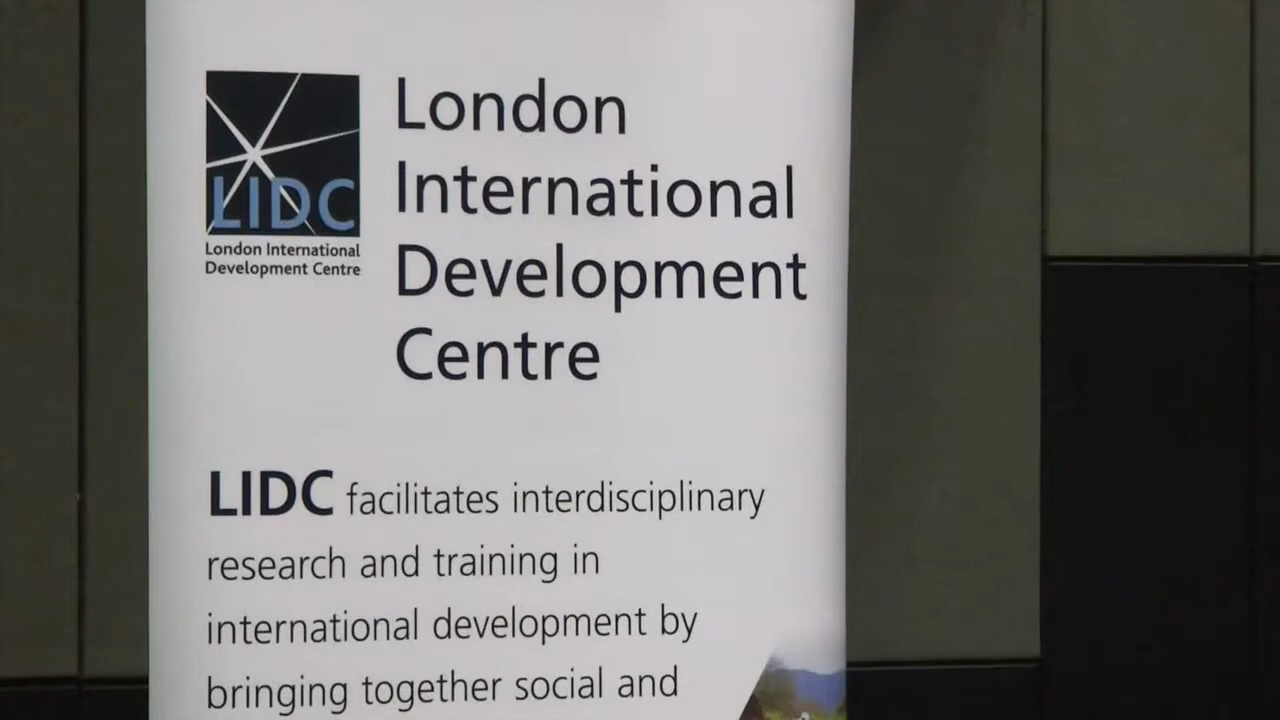 LIDC
London International
Development Centre
London
International
Development
Centre
LIDC facilitates interdisciplinary
research and training in
international development by
bringing together social and